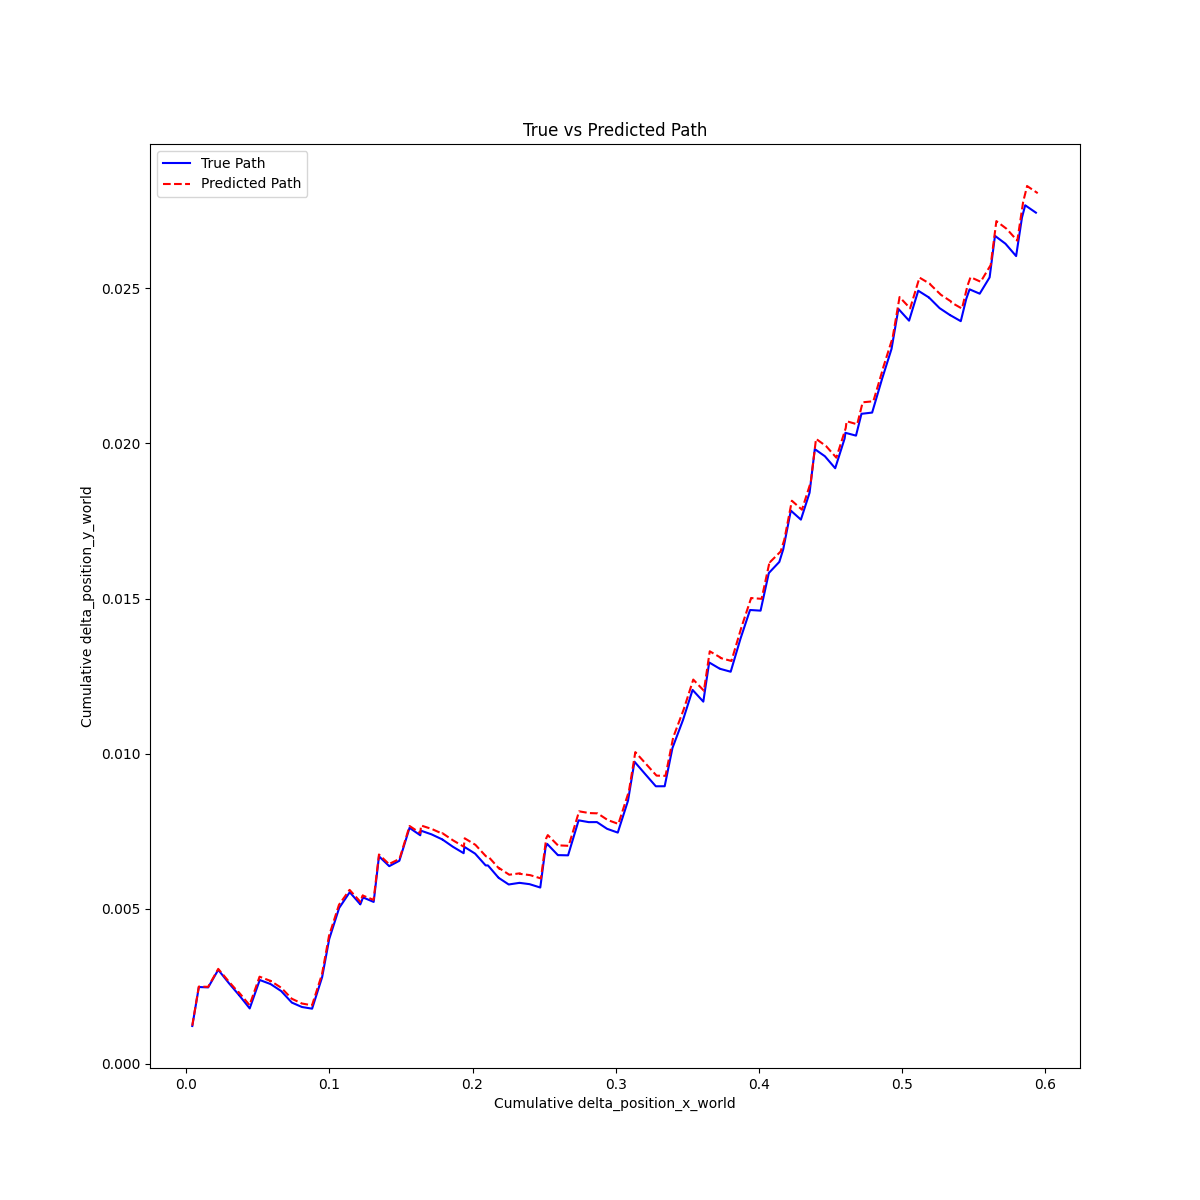 True vs Predicted Path
True Path
Predicted Path
0.025
0.020
0.015
0.010
0.005
0.000
Cumulative delta_position_y_world
0.0 0.1 0.2 0.3 0.4 0.5 0.6
Cumulative delta_position_x_world